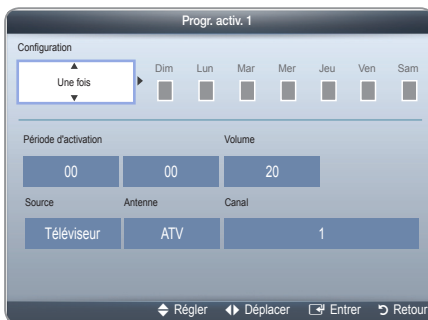 Progr. activ. 1
Configuration
Une fois
Dim Lun Mar Mer Jeu Ven Sam
Période d'activation Volume
00 00 20
Source Antenne Canal
Téléviseur ATV 1
Régler Déplacer Entrer Retour